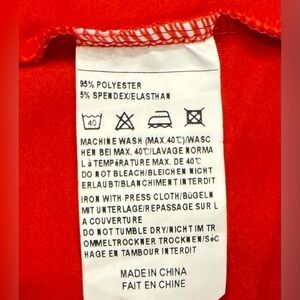 95% POLYESTER
5% SPENDEX/ELASTHAN
40
MACHINE WASH (MAX.40℃)/WASC
HEN BEI MAX. 40℃/LAVAGE NORMA
L à TEMPéRATURE MAX. DE 40℃
DO NOT BLEACH/BLEICHEN NICHT
ERLAUBT/BLANCHIMENT INTERDIT
IRON WITH PRESS CLOTH/BüGELN
MIT UNTERLAGE/REPASSAGE SUR L
A COUVERTURE
DO NOT TUMBLE DRY/NICHT IM TR
OMMELTROCKNER TROCKNEN/SéC
HAGE EN TAMBOUR INTERDIT
MADE IN CHINA
FAIT EN CHINE